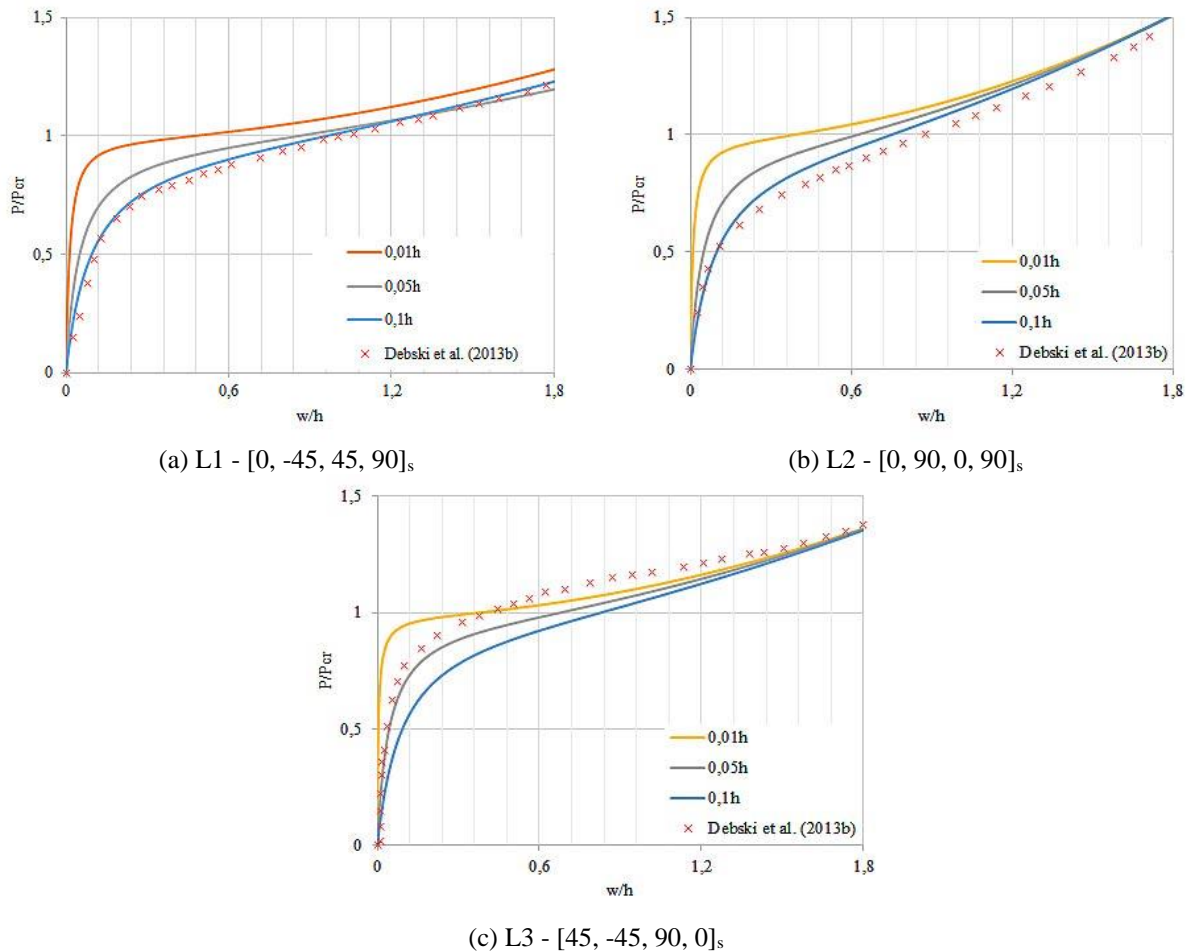 1,5
1
0,5
0
P/Pcr
0,01h
0,05h
0,1h
Debski et al. (2013b)
0
0,6
1,2
1,8
w/h
(a) L1 - [0, -45, 45, 90]s
1,5
1
0,5
0
P/Pcr
0,01h
0,05h
0,1h
Debski et al. (2013b)
0
0,6
1,2
1,8
w/h
(b) L2 - [0, 90, 0, 90]s
1,5
1
0,5
0
P/Pcr
0,01h
0,05h
0,1h
Debski et al. (2013b)
0
0,6
1,2
1,8
w/h
(c) L3 - [45, -45, 90, 0]s